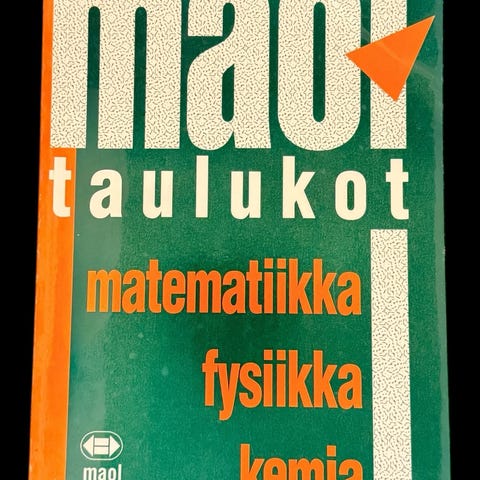 maol
taulukot
matematiikka
fysiikka
kemia
maol